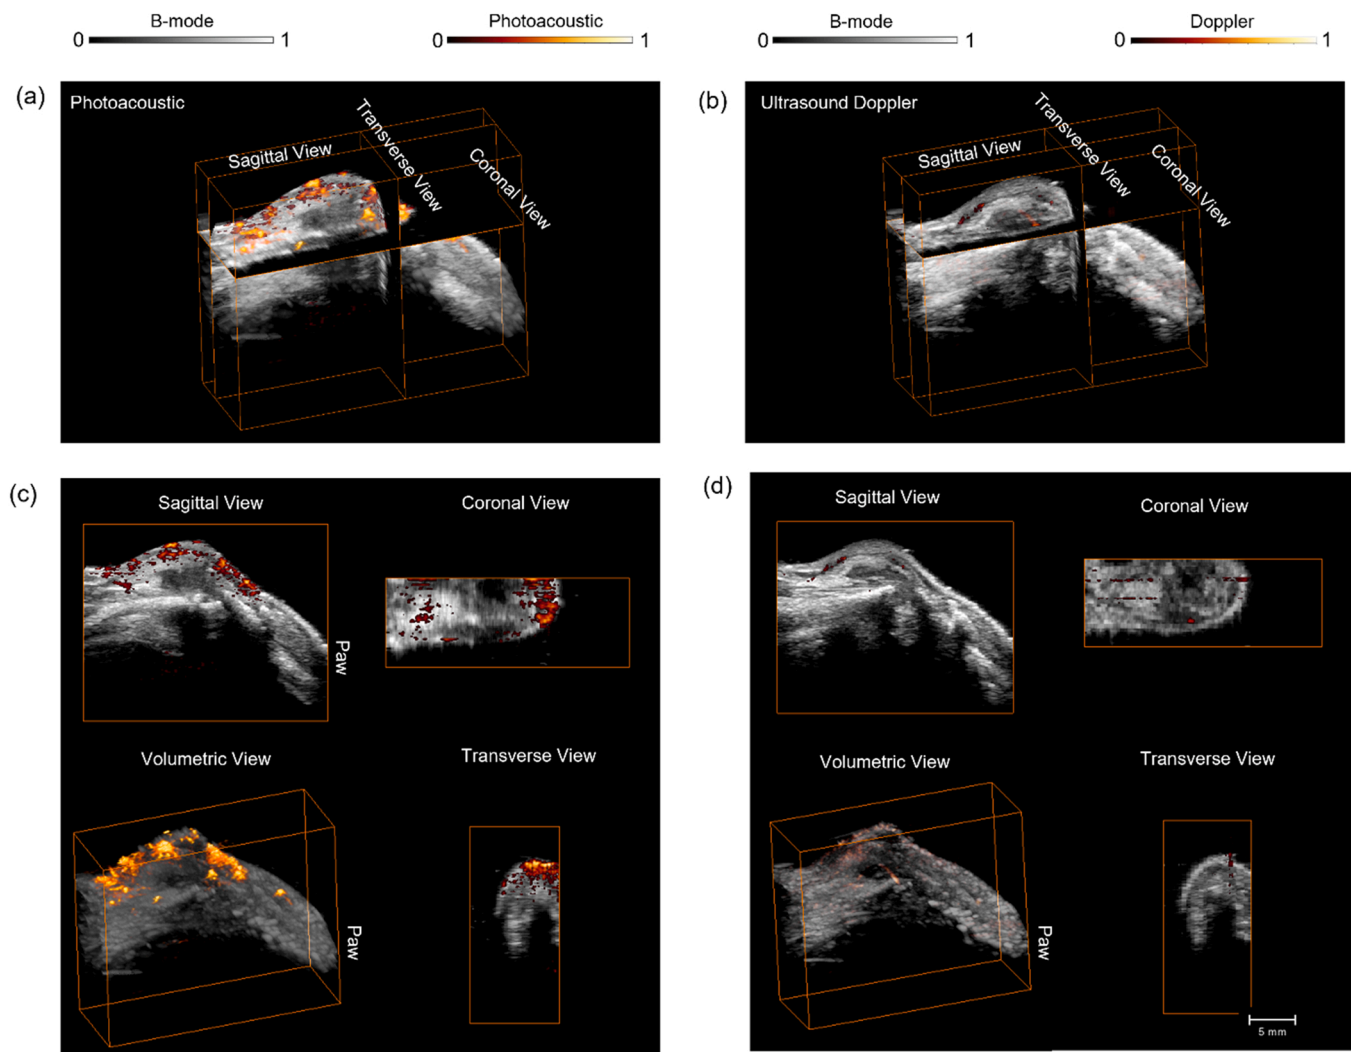 B-mode
0 1
Photoacoustic
0 1
B-mode
0 1
Doppler
0 1
(a)
Photoacoustic
Sagittal View
Transverse View
Coronal View
(b)
Ultrasound Doppler
Sagittal View
Transverse View
Coronal View
(c)
Sagittal View
Paw
Coronal View
Volumetric View
Paw
Transverse View
(d)
Sagittal View
Coronal View
Volumetric View
Paw
Transverse View
5 mm